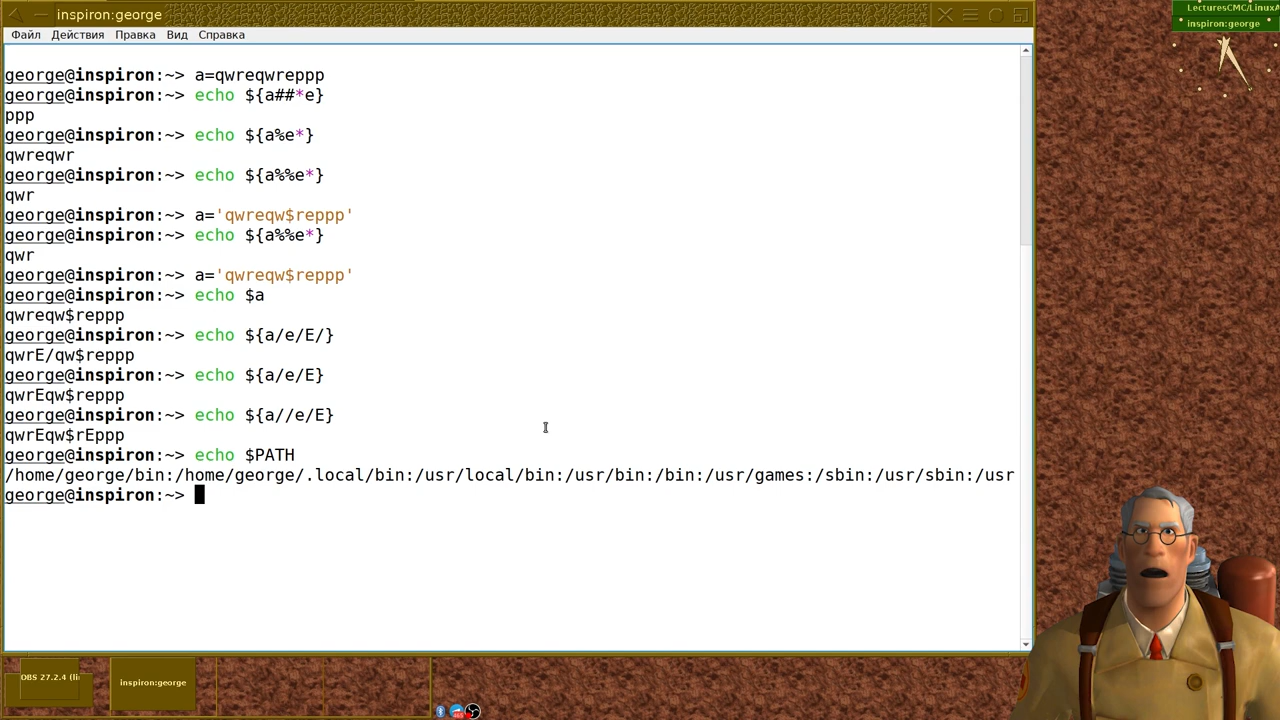 inspiron:george
Файл Действия Правка Вид Справка
george@inspiron:~> a=qwreqwreppp
george@inspiron:~> echo ${a##*e}
ppp
george@inspiron:~> echo ${a%e*}
qwreqwr
george@inspiron:~> echo ${a%%e*}
qwr
george@inspiron:~> a='qwreqw$reppp'
george@inspiron:~> echo ${a%%e*}
qwr
george@inspiron:~> a='qwreqw$reppp'
george@inspiron:~> echo $a
qwreqw$reppp
george@inspiron:~> echo ${a/e/E/}
qwrE/qw$reppp
george@inspiron:~> echo ${a/e/E}
qwrEqw$reppp
george@inspiron:~> echo ${a//e/E}
qwrEqw$rEppp
george@inspiron:~> echo $PATH
/home/george/bin:/home/george/.local/bin:/usr/local/bin:/usr/bin:/bin:/usr/games:/sbin:/usr/sbin:/usr
george@inspiron:~>
LecturesCMC/LinuxA
inspiron:george
OBS 27.2.4 (li
inspiron:george